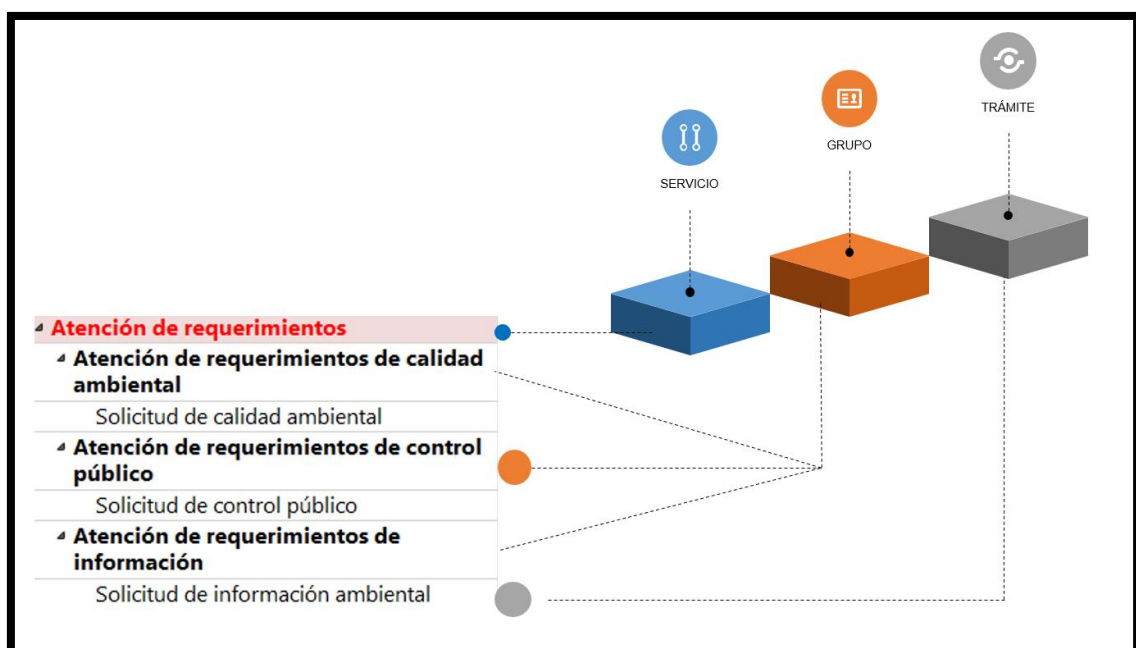 TRÁMITE
GRUPO
SERVICIO
Atención de requerimientos
Atención de requerimientos de calidad
ambiental
Solicitud de calidad ambiental
Atención de requerimientos de control
público
Solicitud de control público
Atención de requerimientos de
información
Solicitud de información ambiental